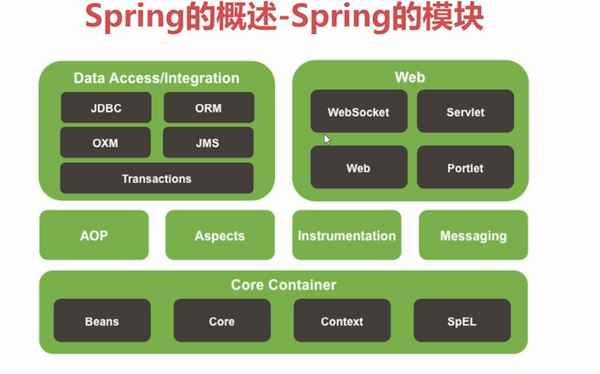 Spring的概述-Spring的模块
Data Access/Integration
JDBC
ORM
OXM
JMS
Transactions
Web
WebSocket
Servlet
Web
Portlet
AOP
Aspects
Instrumentation
Messaging
Core Container
Beans
Core
Context
SpEL